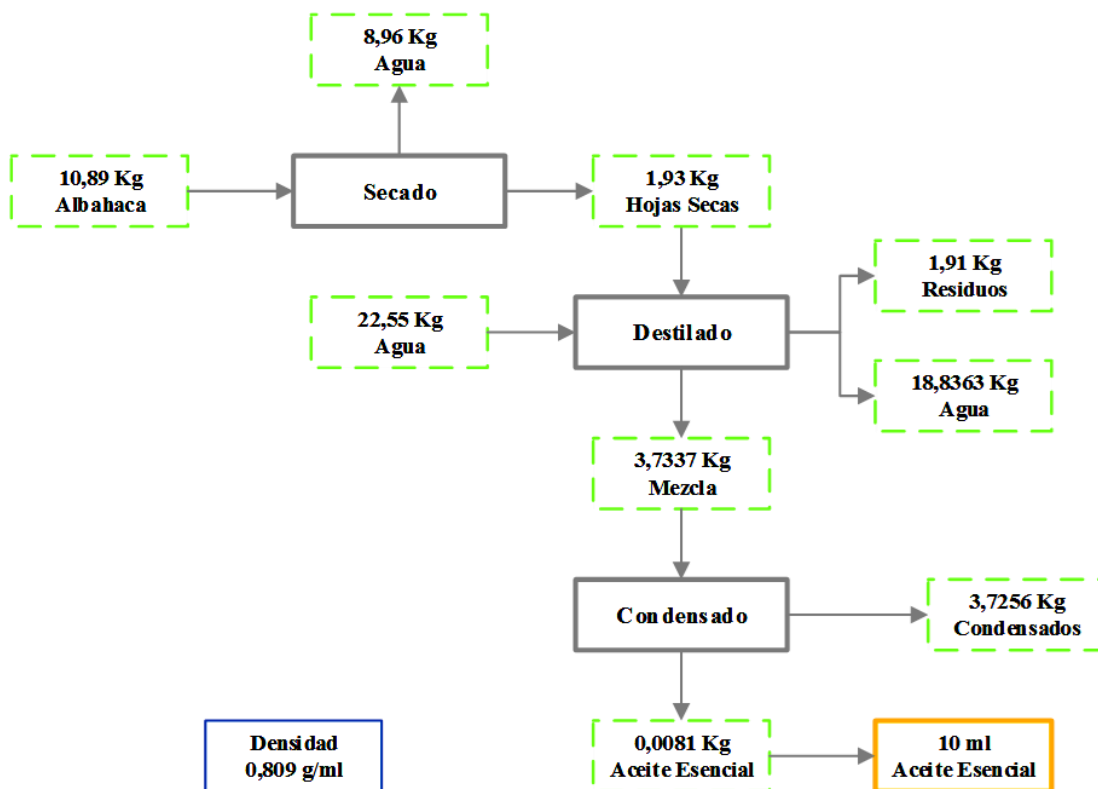 8,96 Kg
Agua
10,89 Kg
Albahaca
Secado
1,93 Kg
Hojas Secas
1,91 Kg
Residuos
22,55 Kg
Agua
Destilado
18,8363 Kg
Agua
3,7337 Kg
Mezcla
Condensado
3,7256 Kg
Condensados
Densidad
0,809 g/ml
0,0081 Kg
Aceite Esencial
10 ml
Aceite Esencial